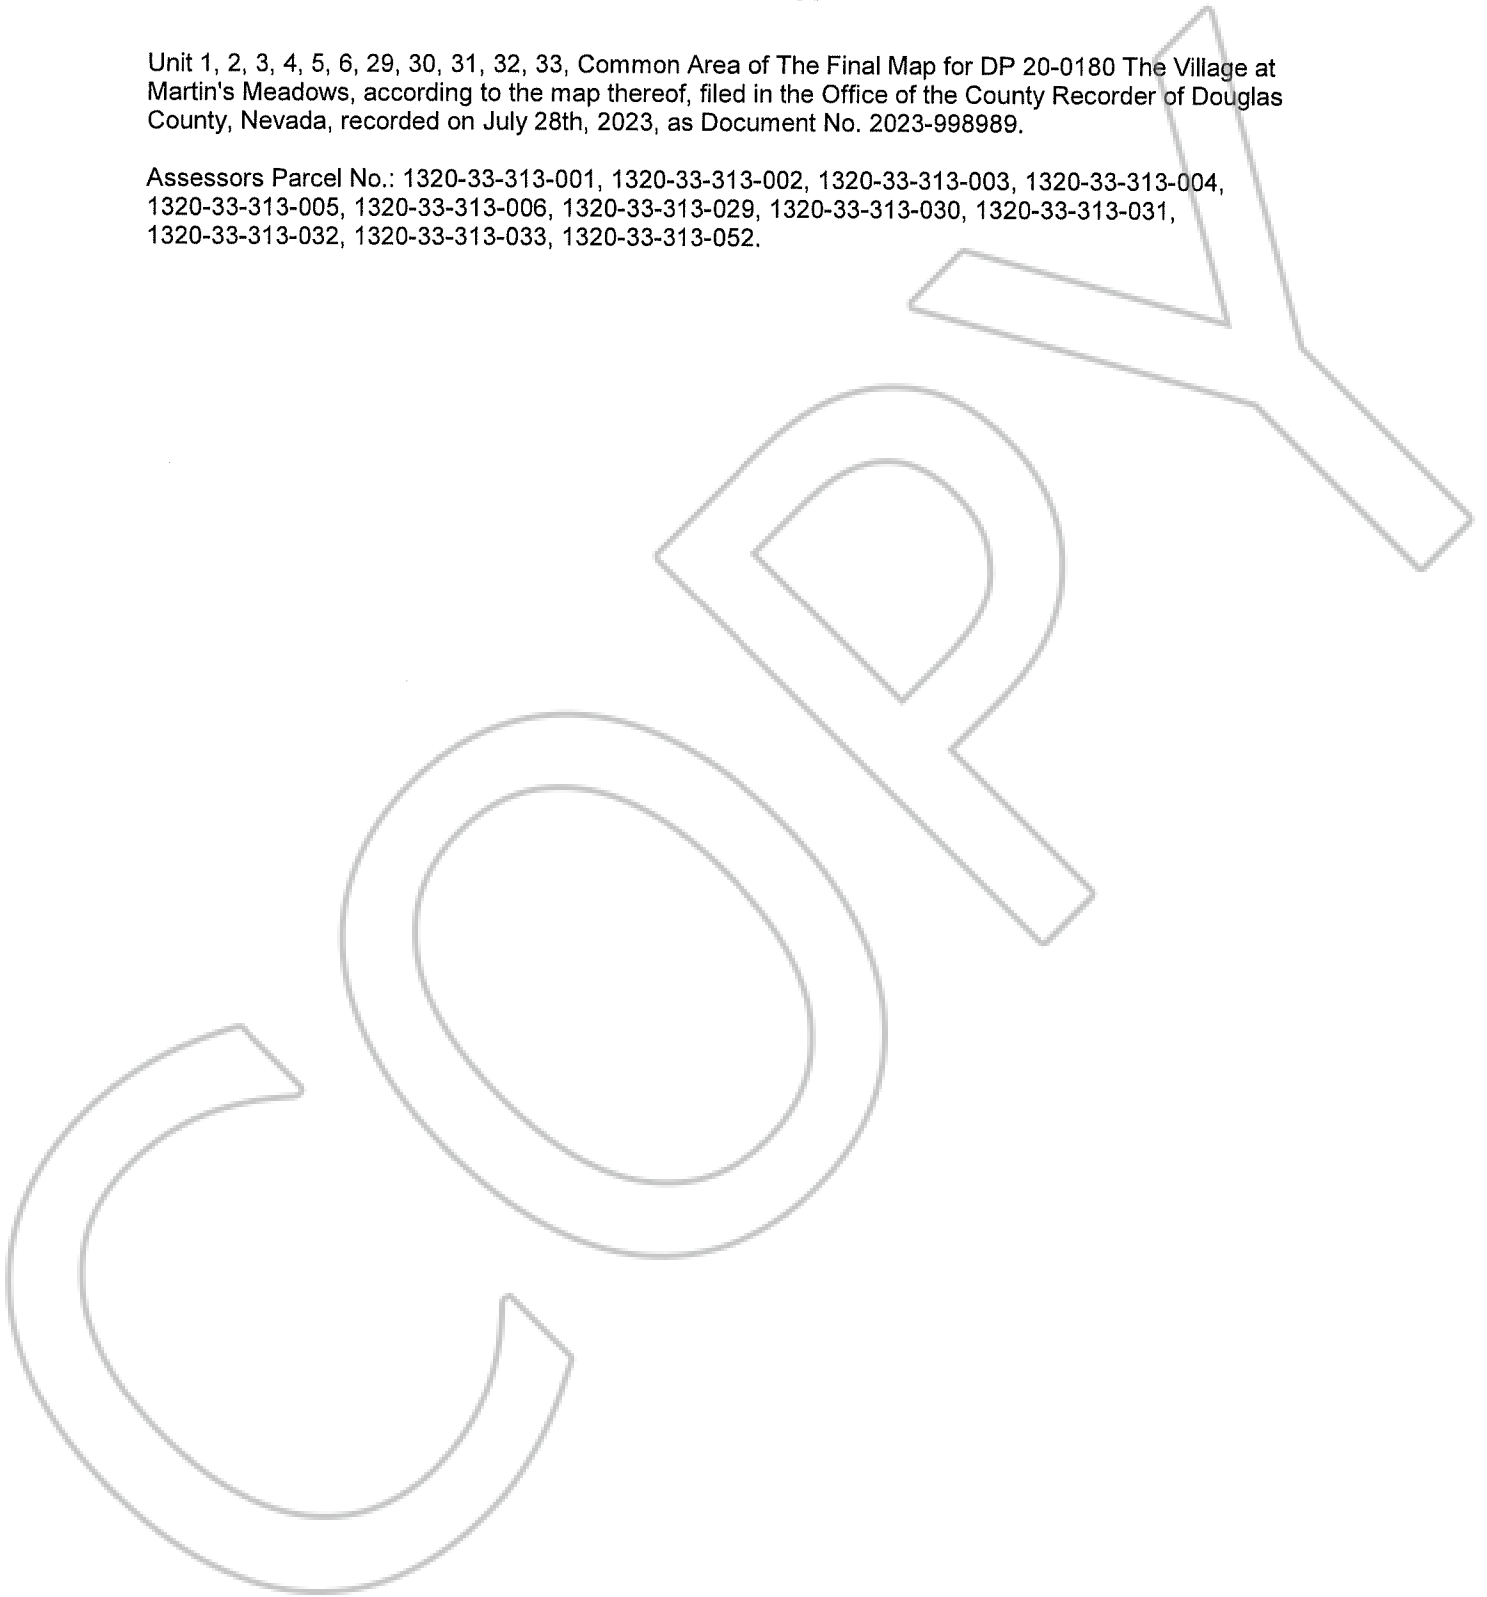 Unit 1, 2, 3, 4, 5, 6, 29, 30, 31, 32, 33, Common Area of The Final Map for DP 20-0180 The Village at
Martin's Meadows, according to the map thereof, filed in the Office of the County Recorder of Douglas
County, Nevada, recorded on July 28th, 2023, as Document No. 2023-998989.
Assessors Parcel No.: 1320-33-313-001, 1320-33-313-002, 1320-33-313-003, 1320-33-313-004,
1320-33-313-005, 1320-33-313-006, 1320-33-313-029, 1320-33-313-030, 1320-33-313-031,
1320-33-313-032, 1320-33-313-033, 1320-33-313-052.
COPY